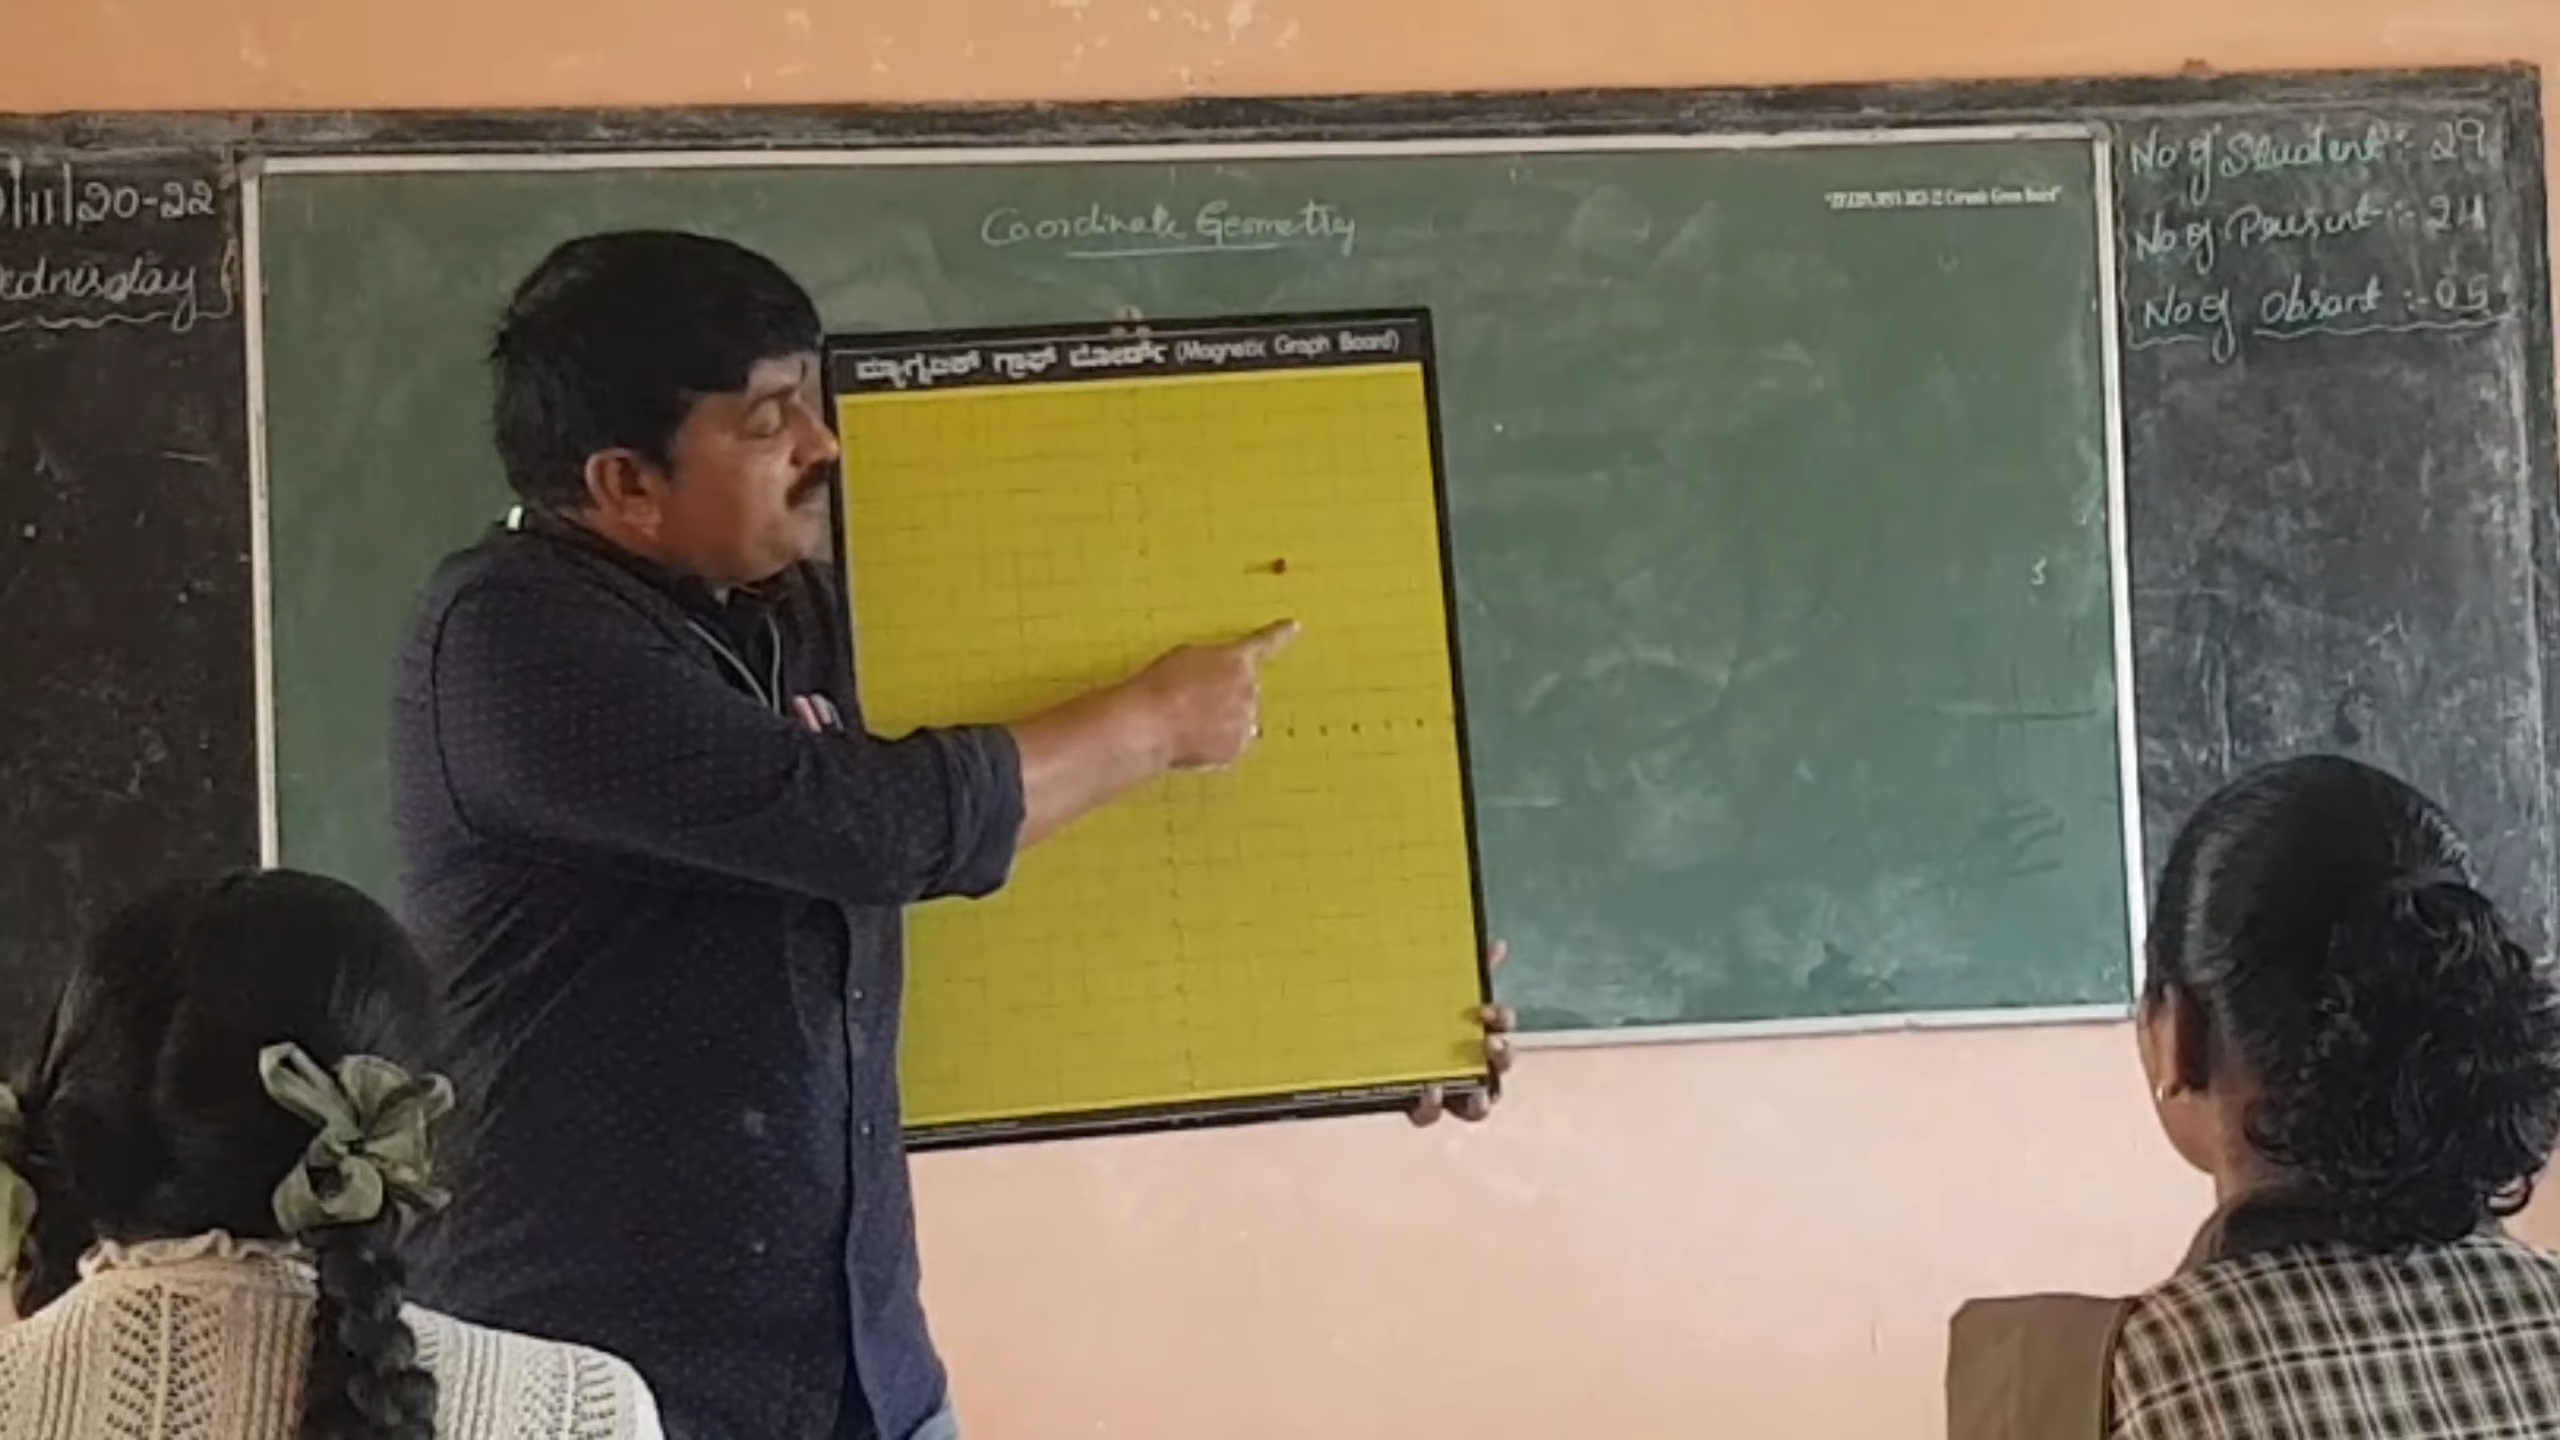 /11/20-22
ednesday
Coordinate Geometry
No of Student :- 29
No of Present :- 24
No of Obsant :- 05
ಮ್ಯಾಗ್ನೆಟಿಕ್ ಗ್ರಾಫ್ ಬೋರ್ಡ್ (Magnetic Graph Board)